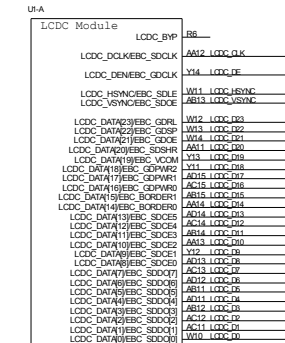 U1-A
LCDC Module
LCDC_BYP R6
LCDC_DCLK/EBC_SDCLK AA12 LCDC_CLK
LCDC_DEN/EBC_GDCLK Y14 LCDC_DE
LCDC_HSYNC/EBC_SDLE W11 LCDC_HSYNC
LCDC_VSYNC/EBC_SDOE AB13 LCDC_VSYNC
LCDC_DATA[23]/EBC_GDRL W12 LCDC_D23
LCDC_DATA[22]/EBC_GDSP W13 LCDC_D22
LCDC_DATA[21]/EBC_GDOE W14 LCDC_D21
LCDC_DATA[20]/EBC_SDSHR AA11 LCDC_D20
LCDC_DATA[19]/EBC_VCOM Y13 LCDC_D19
LCDC_DATA[18]/EBC_GDPWR2 Y11 LCDC_D18
LCDC_DATA[17]/EBC_GDPWR1 AD15 LCDC_D17
LCDC_DATA[16]/EBC_GDPWR0 AC15 LCDC_D16
LCDC_DATA[15]/EBC_BORDER1 AB15 LCDC_D15
LCDC_DATA[14]/EBC_BORDER0 AA14 LCDC_D14
LCDC_DATA[13]/EBC_SDCE5 AD14 LCDC_D13
LCDC_DATA[12]/EBC_SDCE4 AC14 LCDC_D12
LCDC_DATA[11]/EBC_SDCE3 AB14 LCDC_D11
LCDC_DATA[10]/EBC_SDCE2 AA13 LCDC_D10
LCDC_DATA[9]/EBC_SDCE1 Y12 LCDC_D9
LCDC_DATA[8]/EBC_SDCE0 AD13 LCDC_D8
LCDC_DATA[7]/EBC_SDDO[7] AC13 LCDC_D7
LCDC_DATA[6]/EBC_SDDO[6] AD12 LCDC_D6
LCDC_DATA[5]/EBC_SDDO[5] AB11 LCDC_D5
LCDC_DATA[4]/EBC_SDDO[4] AD11 LCDC_D4
LCDC_DATA[3]/EBC_SDDO[3] AB12 LCDC_D3
LCDC_DATA[2]/EBC_SDDO[2] AC12 LCDC_D2
LCDC_DATA[1]/EBC_SDDO[1] AC11 LCDC_D1
LCDC_DATA[0]/EBC_SDDO[0] W10 LCDC_D0